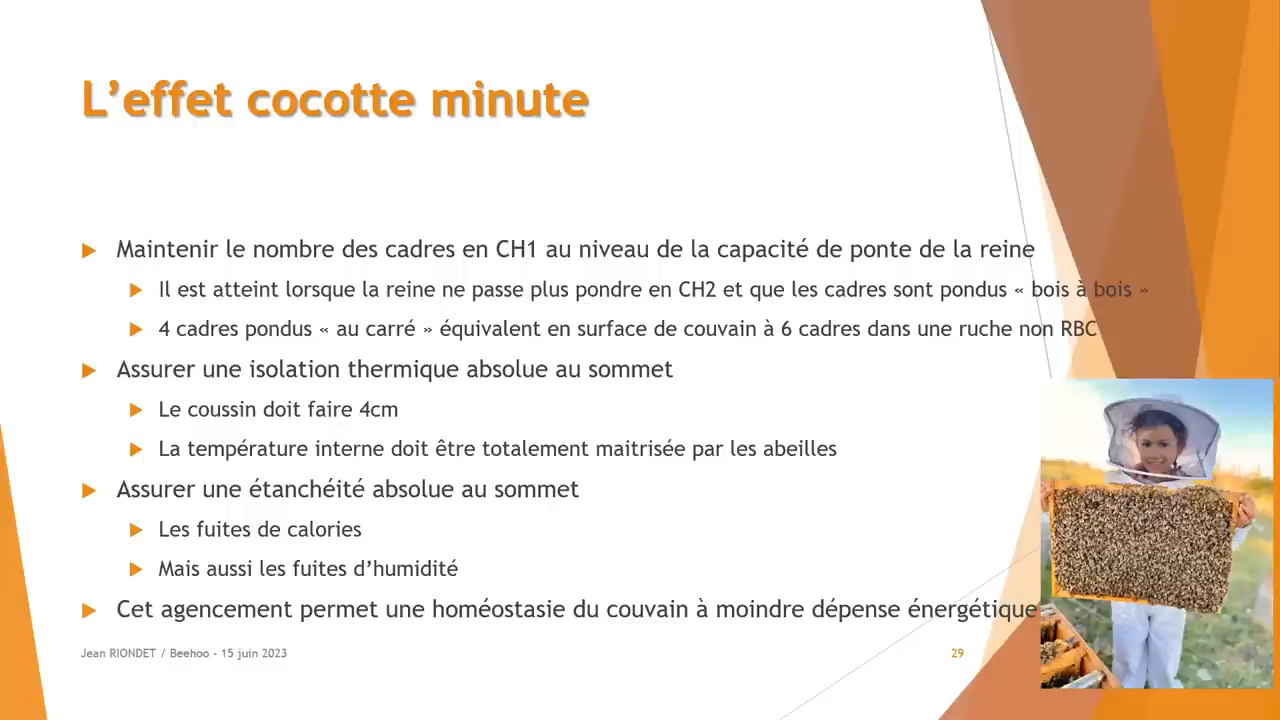 L’effet cocotte minute
Maintenir le nombre des cadres en CH1 au niveau de la capacité de ponte de la reine
Il est atteint lorsque la reine ne passe plus pondre en CH2 et que les cadres sont pondus « bois à bois »
4 cadres pondus « au carré » équivalent en surface de couvain à 6 cadres dans une ruche non RBC
Assurer une isolation thermique absolue au sommet
Le coussin doit faire 4cm
La température interne doit être totalement maitrisée par les abeilles
Assurer une étanchéité absolue au sommet
Les fuites de calories
Mais aussi les fuites d’humidité
Cet agencement permet une homéostasie du couvain à moindre dépense énergétique
Jean RIONDET / Beehoo - 15 juin 2023
29